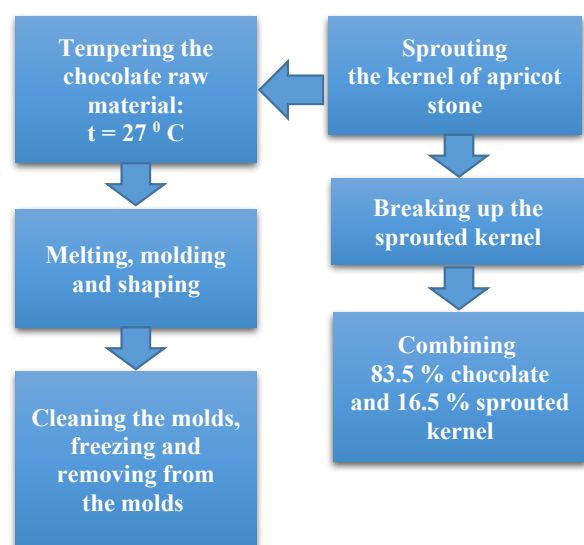 Tempering the
chocolate raw
material:
t = 27 ⁰ C
Sprouting
the kernel of apricot
stone
Melting, molding
and shaping
Breaking up the
sprouted kernel
Cleaning the molds,
freezing and
removing from
the molds
Combining
83.5 % chocolate
and 16.5 % sprouted
kernel